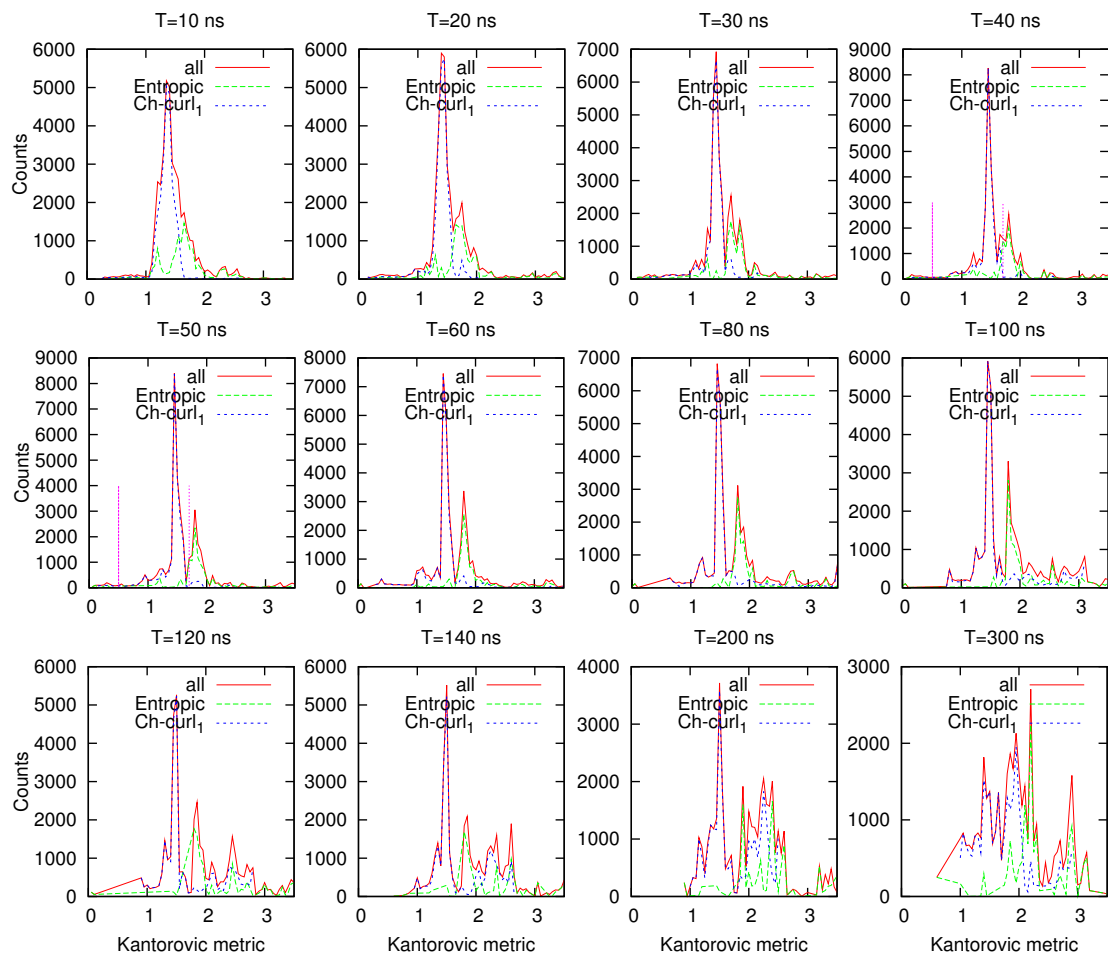 T=10 ns T=20 ns T=30 ns T=40 ns
6000 6000 7000 9000
all all all all
Entropic Entropic Entropic Entropic
Ch-curl₁ Ch-curl₁ Ch-curl₁ Ch-curl₁
5000 5000 6000 8000
4000 4000 5000 7000
3000 3000 4000 6000
2000 2000 3000 5000
1000 1000 2000 4000
0 0 1000 3000
0 2000
1000
0
Counts
0 1 2 3 0 1 2 3 0 1 2 3 0 1 2 3
T=50 ns T=60 ns T=80 ns T=100 ns
9000 8000 7000 6000
all all all all
Entropic Entropic Entropic Entropic
Ch-curl₁ Ch-curl₁ Ch-curl₁ Ch-curl₁
8000 7000 6000 5000
7000 6000 5000 4000
6000 5000 4000 3000
5000 4000 3000 2000
4000 3000 2000 1000
3000 2000 1000 0
2000 1000 0
1000 0
0
Counts
0 1 2 3 0 1 2 3 0 1 2 3 0 1 2 3
T=120 ns T=140 ns T=200 ns T=300 ns
6000 6000 4000 3000
all all all all
Entropic Entropic Entropic Entropic
Ch-curl₁ Ch-curl₁ Ch-curl₁ Ch-curl₁
5000 5000 3000 2000
4000 4000 2000 1000
3000 3000 1000 0
2000 2000 0
1000 1000
0 0
Counts
0 1 2 3 0 1 2 3 0 1 2 3 0 1 2 3
Kantorovic metric Kantorovic metric Kantorovic metric Kantorovic metric